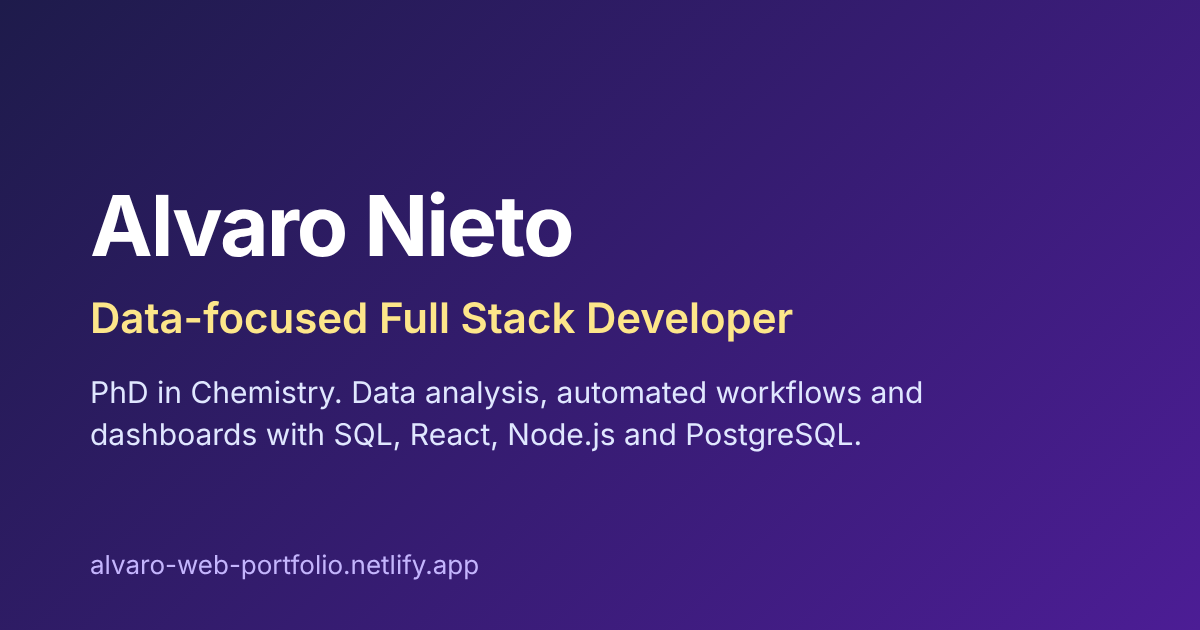 Alvaro Nieto
Data-focused Full Stack Developer
PhD in Chemistry. Data analysis, automated workflows and
dashboards with SQL, React, Node.js and PostgreSQL.
alvaro-web-portfolio.netlify.app